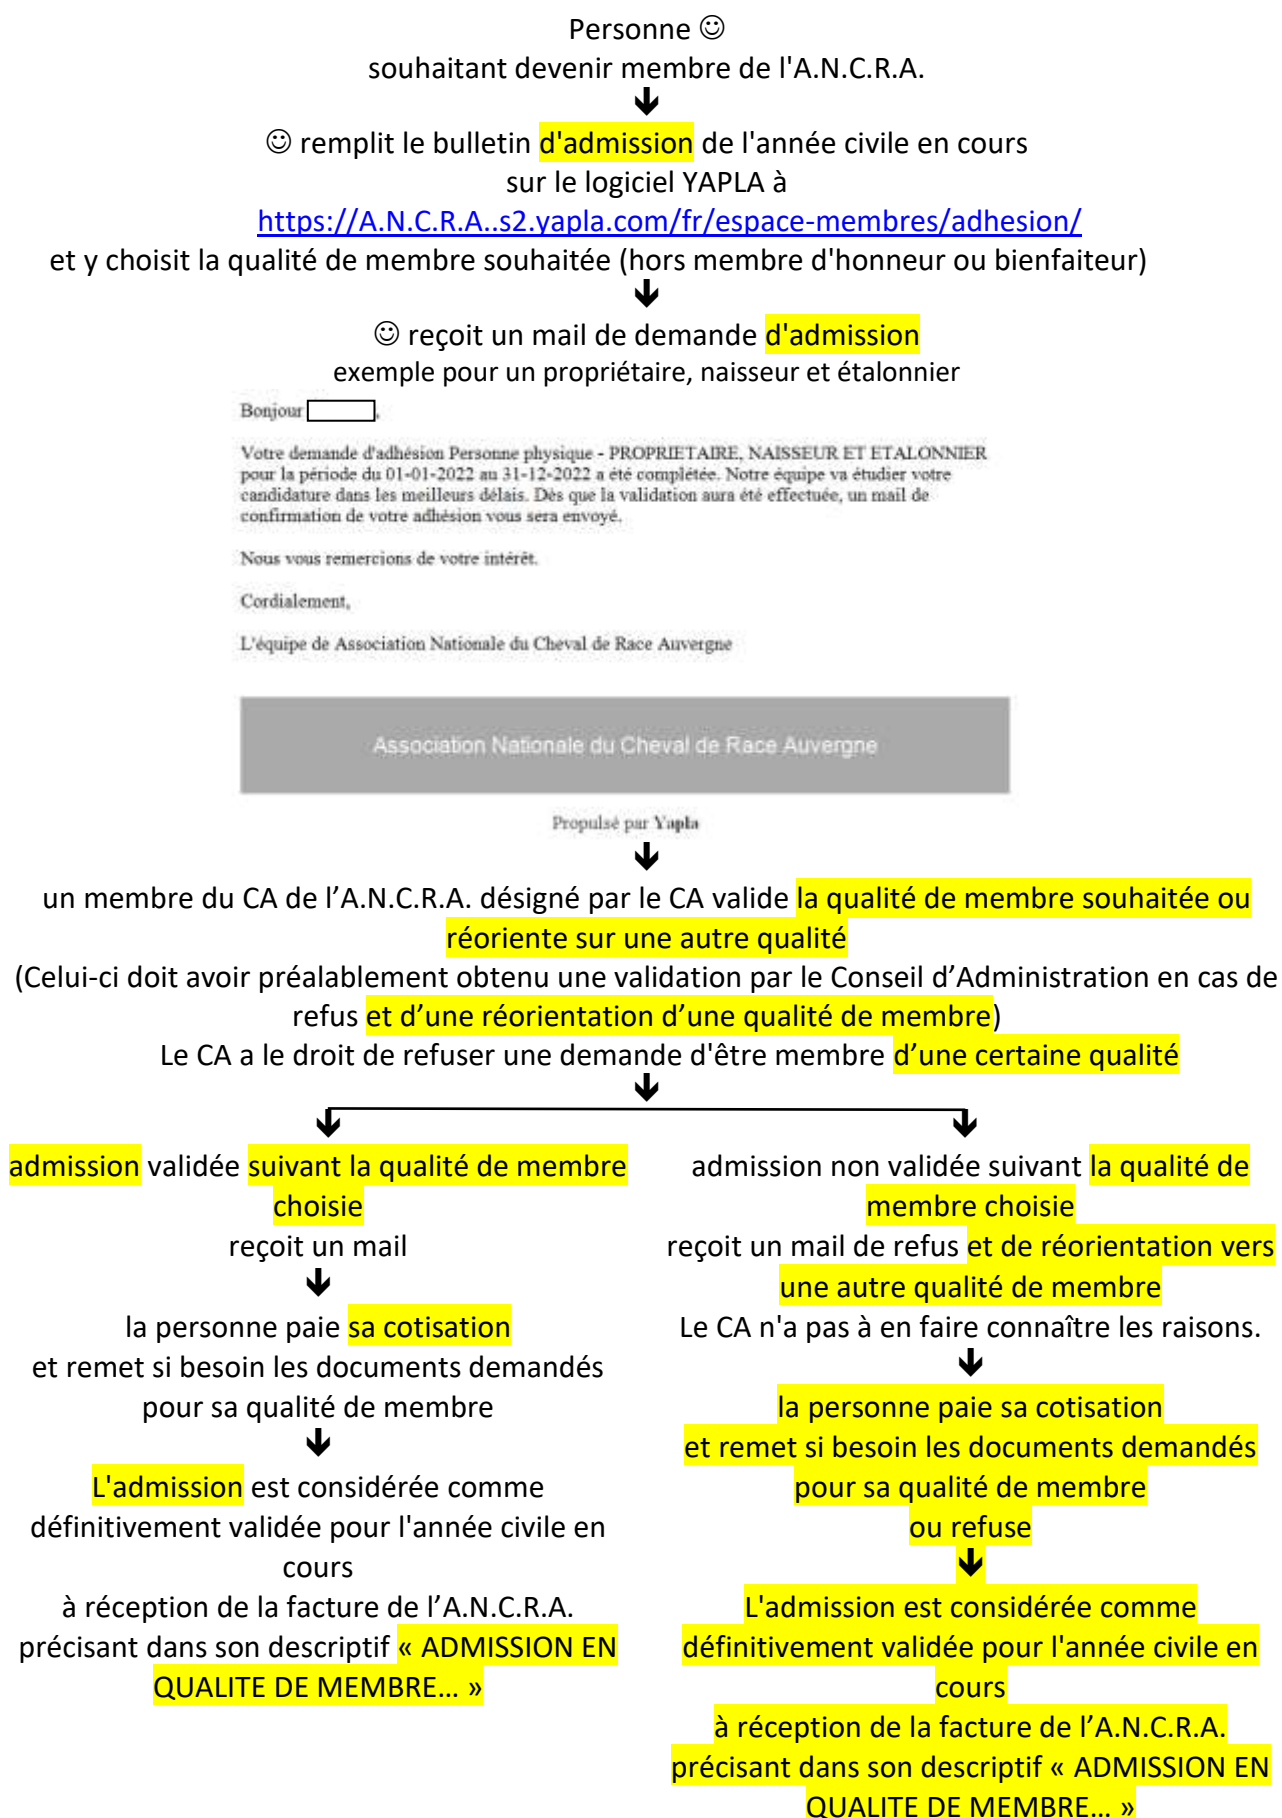 Personne ☺
souhaitant devenir membre de l'A.N.C.R.A.
🡻
☺ remplit le bulletin d'admission de l'année civile en cours
sur le logiciel YAPLA à
https://A.N.C.R.A..s2.yapla.com/fr/espace-membres/adhesion/
et y choisit la qualité de membre souhaitée (hors membre d'honneur ou bienfaiteur)
🡻
☺ reçoit un mail de demande d'admission
exemple pour un propriétaire, naisseur et étalonnier
Bonjour ,
Votre demande d'adhésion Personne physique - PROPRIETAIRE, NAISSEUR ET ETALONNIER
pour la période du 01-01-2022 au 31-12-2022 a été complétée. Notre équipe va étudier votre
candidature dans les meilleurs délais. Dès que la validation aura été effectuée, un mail de
confirmation de votre adhésion vous sera envoyé.
Nous vous remercions de votre intérêt.
Cordialement,
L'équipe de Association Nationale du Cheval de Race Auvergne
Association Nationale du Cheval de Race Auvergne
Propulsé par Yapla
🡻
un membre du CA de l’A.N.C.R.A. désigné par le CA valide la qualité de membre souhaitée ou
réoriente sur une autre qualité
(Celui-ci doit avoir préalablement obtenu une validation par le Conseil d’Administration en cas de
refus et d’une réorientation d’une qualité de membre)
Le CA a le droit de refuser une demande d'être membre d’une certaine qualité
🡻
🡻
admission validée suivant la qualité de membre
choisie
reçoit un mail
🡻
la personne paie sa cotisation
et remet si besoin les documents demandés
pour sa qualité de membre
🡻
L'admission est considérée comme
définitivement validée pour l'année civile en
cours
à réception de la facture de l’A.N.C.R.A.
précisant dans son descriptif « ADMISSION EN
QUALITE DE MEMBRE… »
🡻
admission non validée suivant la qualité de
membre choisie
reçoit un mail de refus et de réorientation vers
une autre qualité de membre
Le CA n'a pas à en faire connaître les raisons.
🡻
la personne paie sa cotisation
et remet si besoin les documents demandés
pour sa qualité de membre
ou refuse
🡻
L'admission est considérée comme
définitivement validée pour l'année civile en
cours
à réception de la facture de l’A.N.C.R.A.
précisant dans son descriptif « ADMISSION EN
QUALITE DE MEMBRE… »